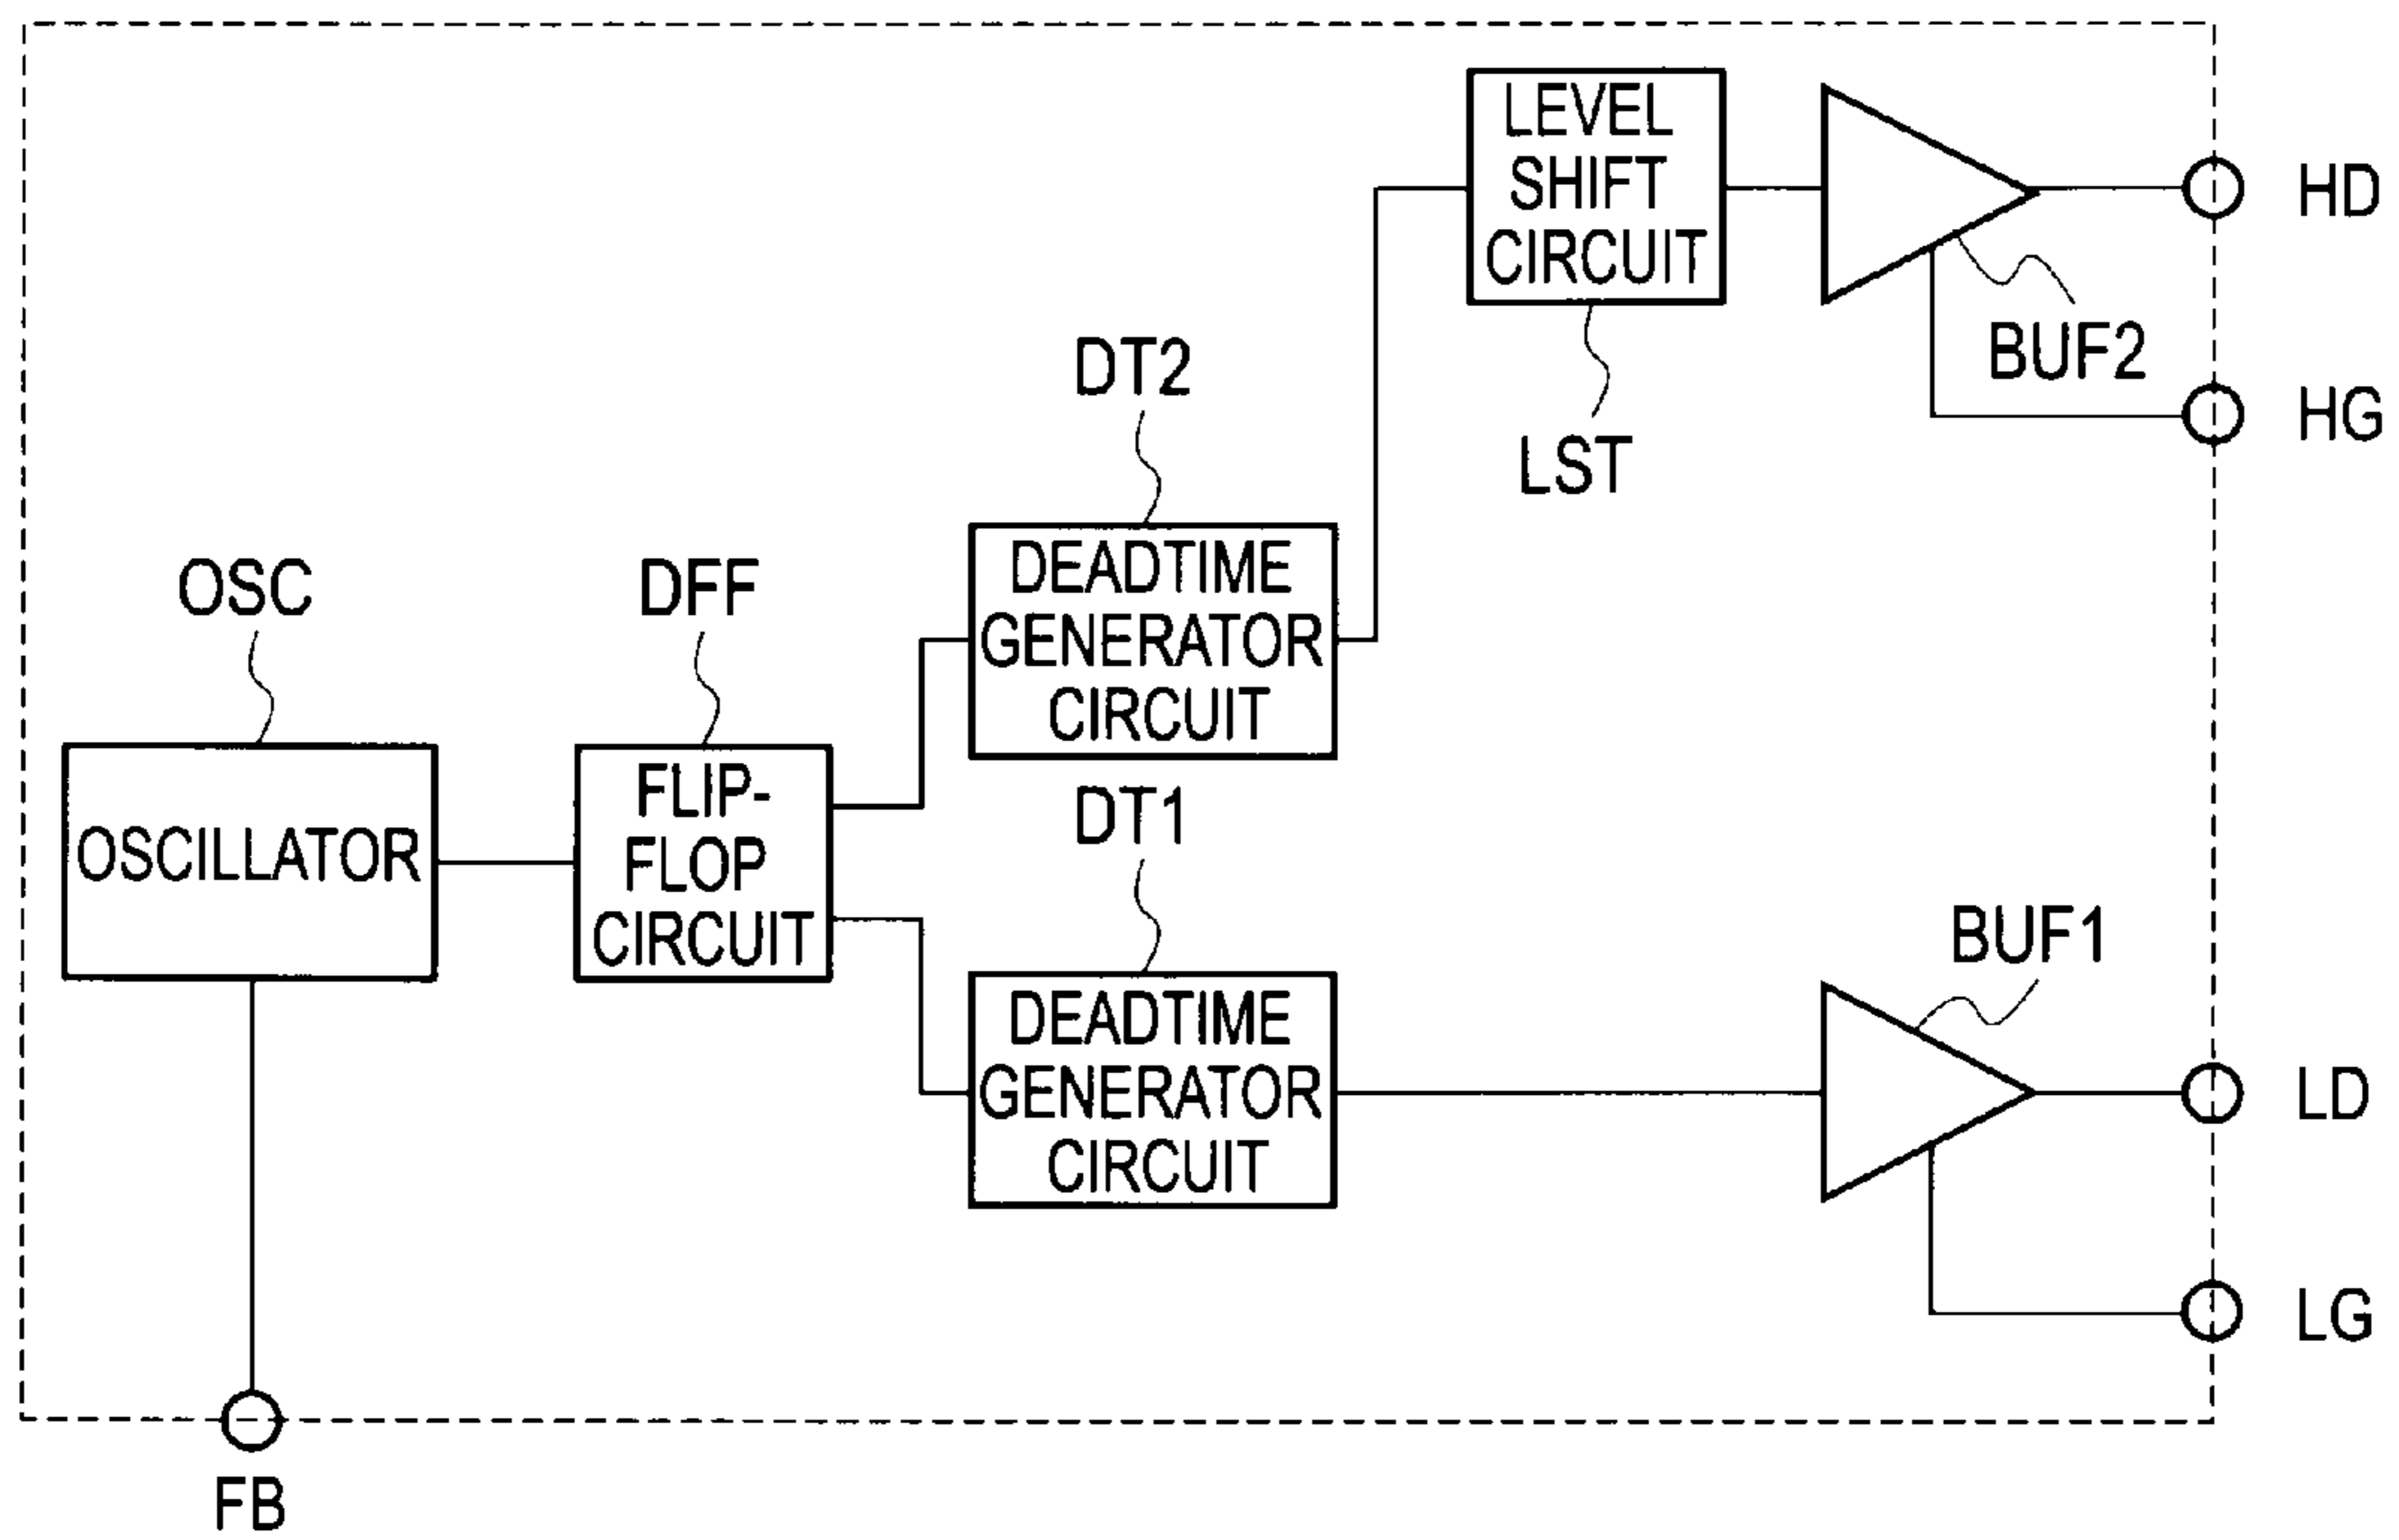 LEVEL
SHIFT
CIRCUIT
HD
BUF2
HG
DT2
LST
OSC
DFF
DEADTIME
GENERATOR
CIRCUIT
OSCILLATOR
FLIP-
FLOP
CIRCUIT
DT1
DEADTIME
GENERATOR
CIRCUIT
BUF1
LD
LG
FB